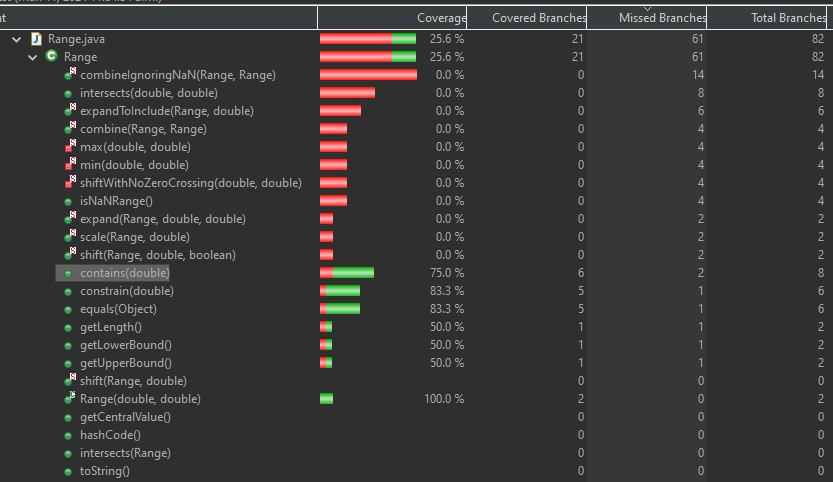 Coverage Covered Branches Missed Branches Total Branches
Range.java 25.6 % 21 61 82
Range 25.6 % 21 61 82
combineIgnoringNaN(Range, Range) 0.0 % 0 14 14
intersects(double, double) 0.0 % 0 8 8
expandToInclude(Range, double) 0.0 % 0 6 6
combine(Range, Range) 0.0 % 0 4 4
max(double, double) 0.0 % 0 4 4
min(double, double) 0.0 % 0 4 4
shiftWithNoZeroCrossing(double, double) 0.0 % 0 4 4
isNaNRange() 0.0 % 0 4 4
expand(Range, double, double) 0.0 % 0 2 2
scale(Range, double) 0.0 % 0 2 2
shift(Range, double, boolean) 0.0 % 0 2 2
contains(double) 75.0 % 6 2 8
constrain(double) 83.3 % 5 1 6
equals(Object) 83.3 % 5 1 6
getLength() 50.0 % 1 1 2
getLowerBound() 50.0 % 1 1 2
getUpperBound() 50.0 % 1 1 2
shift(Range, double) 0 0 0
Range(double, double) 100.0 % 2 0 2
getCentralValue() 0 0 0
hashCode() 0 0 0
intersects(Range) 0 0 0
toString() 0 0 0